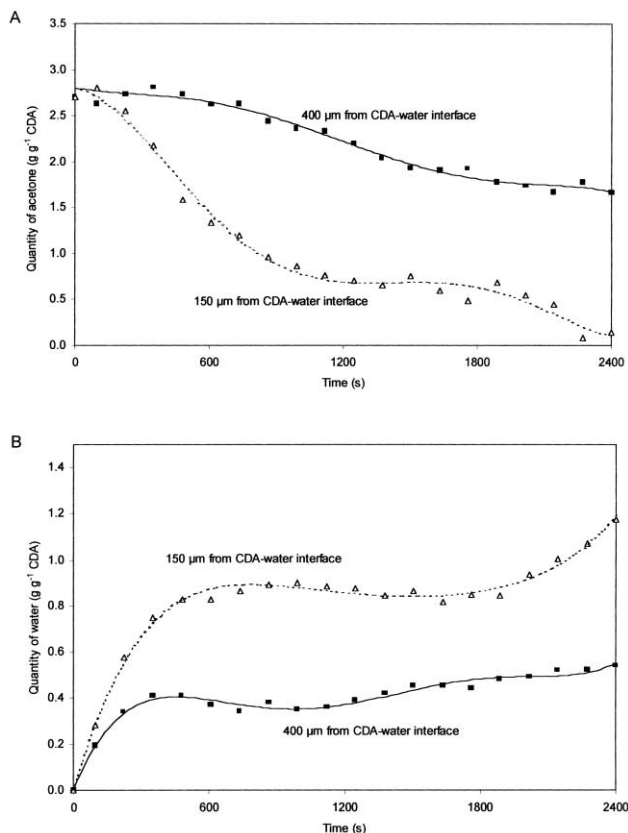 A
3.5
3.0
2.5
2.0
1.5
1.0
0.5
0.0
Quantity of acetone (g g⁻¹ CDA)
400 µm from CDA-water interface
150 µm from CDA-water interface
0 600 1200 1800 2400
Time (s)
B
1.4
1.2
1.0
0.8
0.6
0.4
0.2
0.0
Quantity of water (g g⁻¹ CDA)
150 µm from CDA-water interface
400 µm from CDA-water interface
0 600 1200 1800 2400
Time (s)